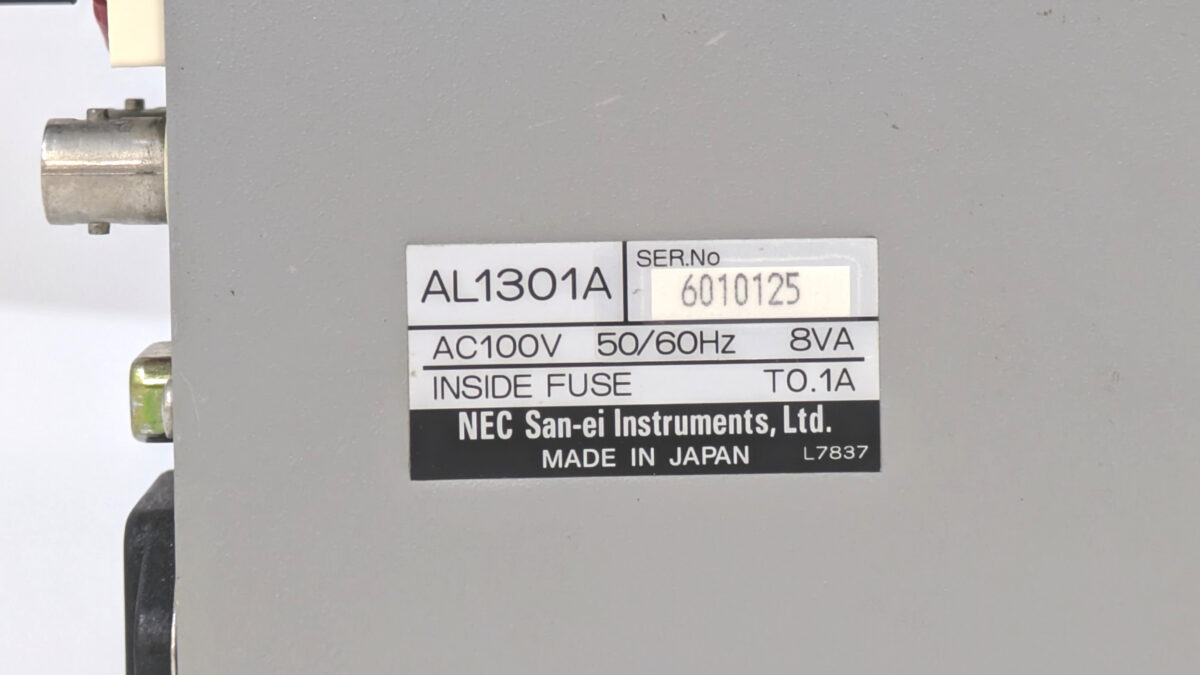 AL1301A
SER.No
6010125
AC100V 50/60Hz 8VA
INSIDE FUSE T0.1A
NEC San-ei Instruments, Ltd.
MADE IN JAPAN L7837